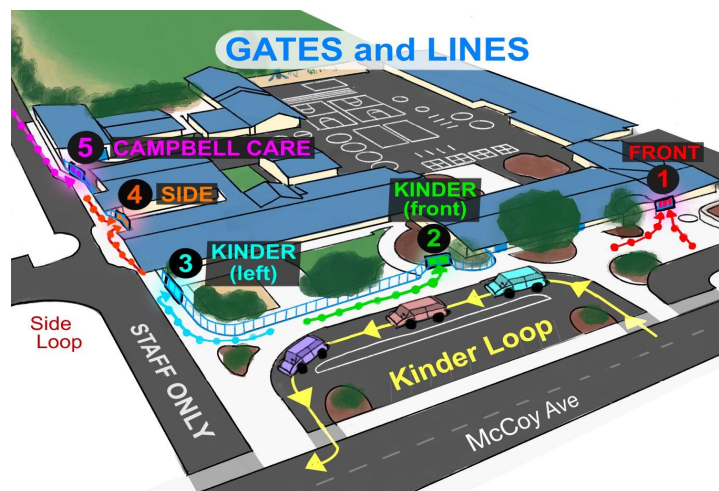 GATES and LINES
5 CAMPBELL CARE
FRONT
1
4 SIDE
KINDER
(front)
2
3 KINDER
(left)
Side
Loop
STAFF ONLY
Kinder Loop
McCoy Ave